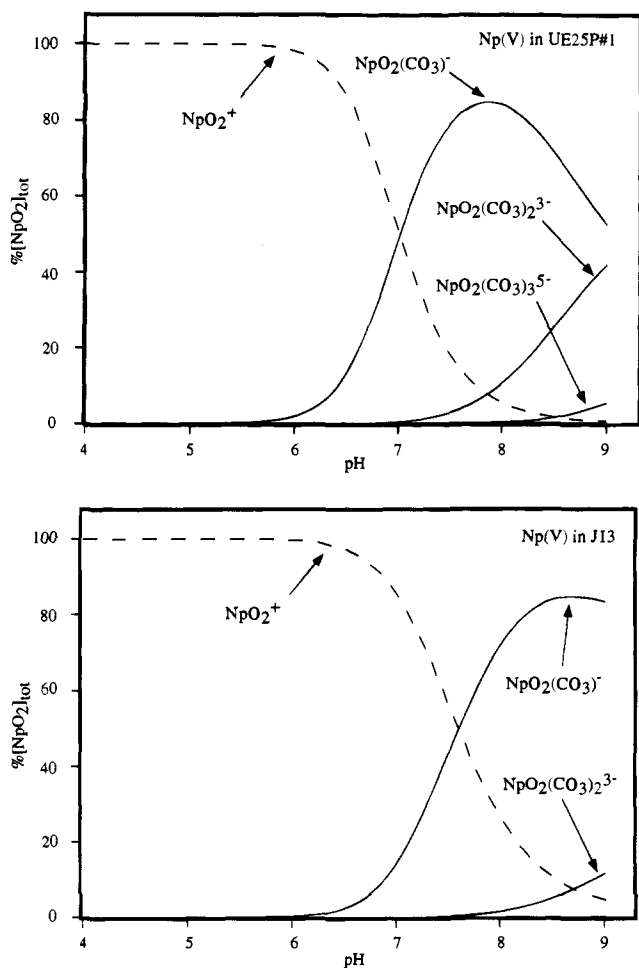 Np(V) in UE25P#1
NpO2(CO3)-
NpO2+
NpO2(CO3)2 3-
NpO2(CO3)3 5-
%[NpO2]tot
100
80
60
40
20
0
4 5 6 7 8 9
pH
Np(V) in J13
NpO2+
NpO2(CO3)-
NpO2(CO3)2 3-
%[NpO2]tot
100
80
60
40
20
0
4 5 6 7 8 9
pH